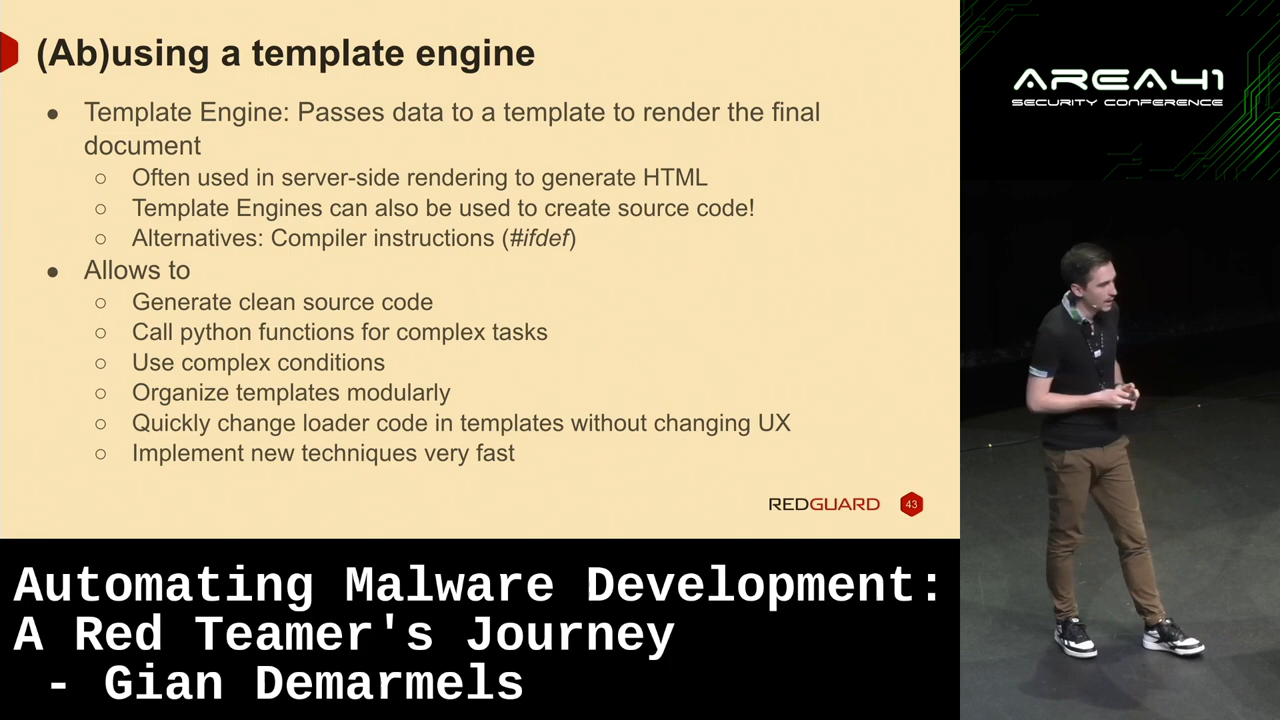 (Ab)using a template engine
● Template Engine: Passes data to a template to render the final
document
○ Often used in server-side rendering to generate HTML
○ Template Engines can also be used to create source code!
○ Alternatives: Compiler instructions (#ifdef)
● Allows to
○ Generate clean source code
○ Call python functions for complex tasks
○ Use complex conditions
○ Organize templates modularly
○ Quickly change loader code in templates without changing UX
○ Implement new techniques very fast
REDGUARD
43
AREA41
SECURITY CONFERENCE
Automating Malware Development:
A Red Teamer's Journey
- Gian Demarmels